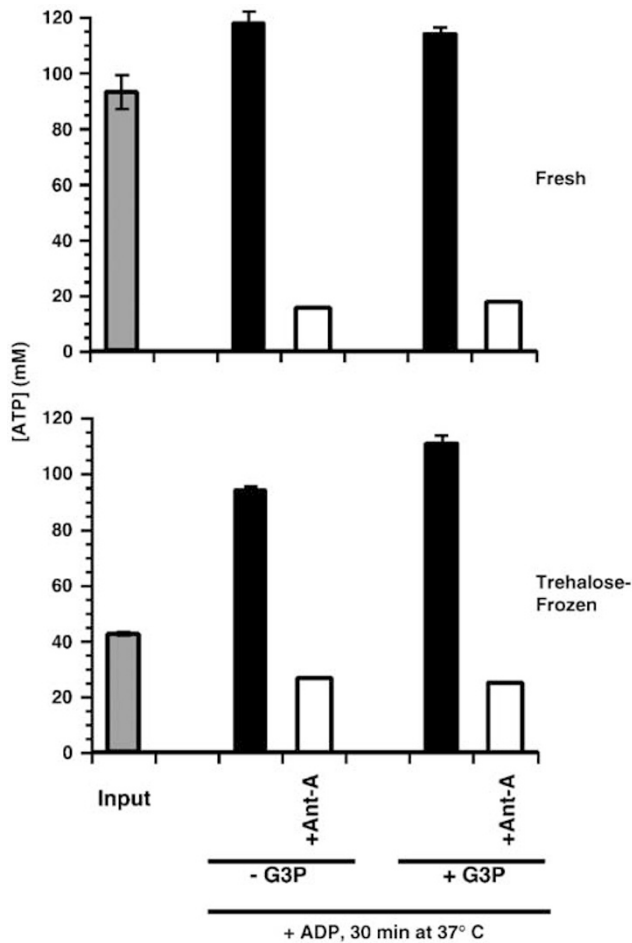 120
100
80
60
40
20
0
Fresh
[ATP] (mM)
120
100
80
60
40
20
0
Trehalose-
Frozen
Input
+Ant-A
+Ant-A
- G3P
+ G3P
+ ADP, 30 min at 37° C